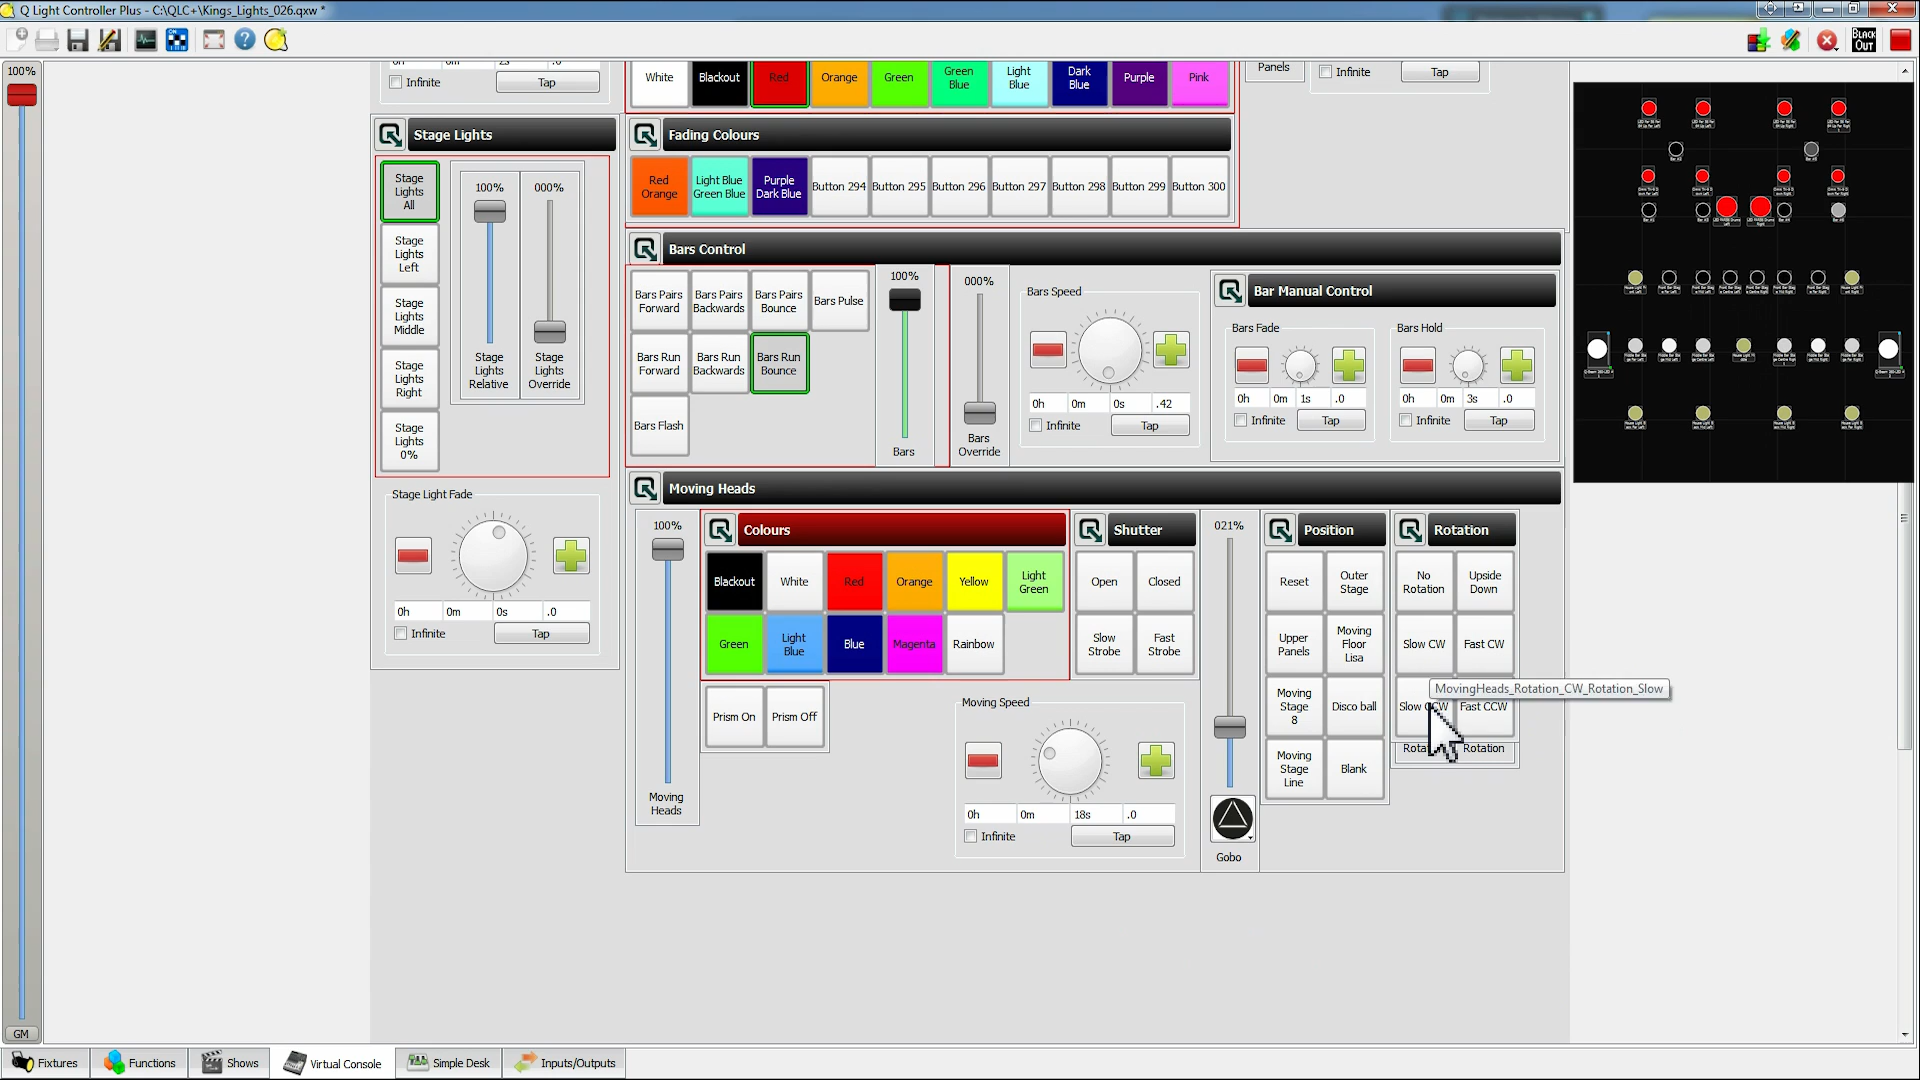 Q Light Controller Plus - C:\QLC+\Kings_Lights_026.qxw *
BLACK
OUT
100%
GM
Infinite
Tap
White
Blackout
Red
Orange
Green
Green
Blue
Light
Blue
Dark
Blue
Purple
Pink
Panels
Infinite
Tap
Stage Lights
Stage
Lights
All
Stage
Lights
Left
Stage
Lights
Middle
Stage
Lights
Right
Stage
Lights
0%
100%
Stage
Lights
Relative
000%
Stage
Lights
Override
Stage Light Fade
0h 0m 0s .0
Infinite
Tap
Fading Colours
Red
Orange
Light Blue
Green Blue
Purple
Dark Blue
Button 294
Button 295
Button 296
Button 297
Button 298
Button 299
Button 300
Bars Control
Bars Pairs
Forward
Bars Pairs
Backwards
Bars Pairs
Bounce
Bars Pulse
Bars Run
Forward
Bars Run
Backwards
Bars Run
Bounce
Bars Flash
100%
Bars
000%
Bars
Override
Bars Speed
0h 0m 0s .42
Infinite
Tap
Bar Manual Control
Bars Fade
0h 0m 1s .0
Infinite
Tap
Bars Hold
0h 0m 3s .0
Infinite
Tap
Moving Heads
100%
Moving
Heads
Colours
Blackout
White
Red
Orange
Yellow
Light
Green
Green
Light
Blue
Blue
Magenta
Rainbow
Prism On
Prism Off
Shutter
Open
Closed
Slow
Strobe
Fast
Strobe
Moving Speed
0h 0m 18s .0
Infinite
Tap
021%
Gobo
Position
Reset
Outer
Stage
Upper
Panels
Moving
Floor
Lisa
Moving
Stage
8
Disco ball
Moving
Stage
Line
Blank
Rotation
No
Rotation
Upside
Down
Slow CW
Fast CW
MovingHeads_Rotation_CW_Rotation_Slow
Slow CCW
Fast CCW
Rotation
Fixtures
Functions
Shows
Virtual Console
Simple Desk
Inputs/Outputs